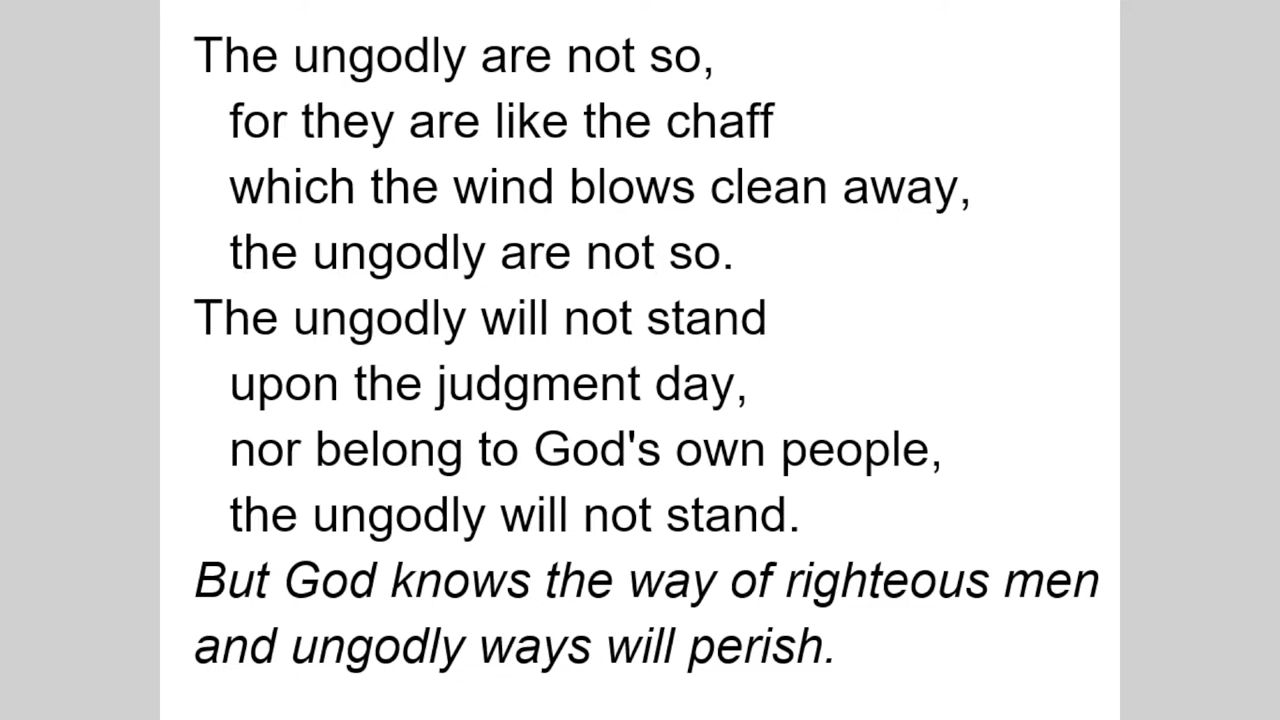 The ungodly are not so,
for they are like the chaff
which the wind blows clean away,
the ungodly are not so.
The ungodly will not stand
upon the judgment day,
nor belong to God's own people,
the ungodly will not stand.
But God knows the way of righteous men
and ungodly ways will perish.